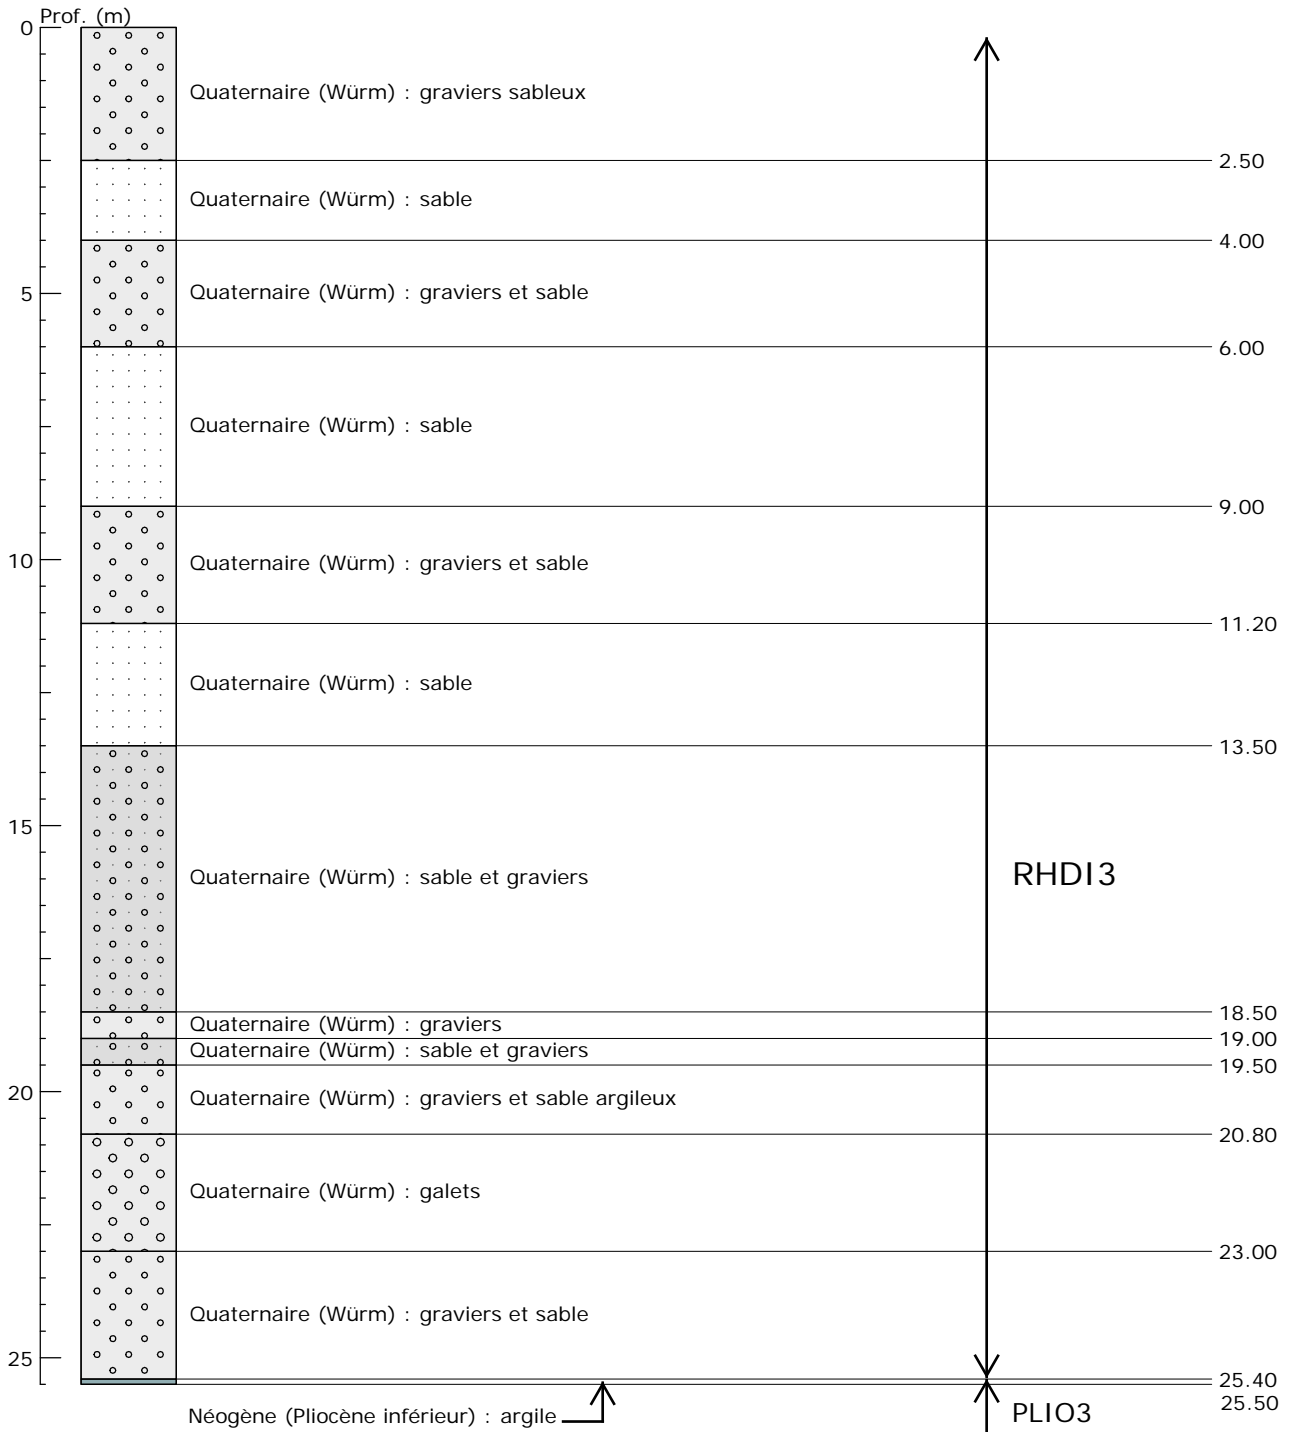 Prof. (m)
0
Quaternaire (Würm) : graviers sableux
2.50
Quaternaire (Würm) : sable
4.00
5
Quaternaire (Würm) : graviers et sable
6.00
Quaternaire (Würm) : sable
9.00
10
Quaternaire (Würm) : graviers et sable
11.20
Quaternaire (Würm) : sable
13.50
15
Quaternaire (Würm) : sable et graviers
RHDI3
18.50
Quaternaire (Würm) : graviers
19.00
Quaternaire (Würm) : sable et graviers
19.50
20
Quaternaire (Würm) : graviers et sable argileux
20.80
Quaternaire (Würm) : galets
23.00
Quaternaire (Würm) : graviers et sable
25
25.40
25.50
Néogène (Pliocène inférieur) : argile
PLIO3